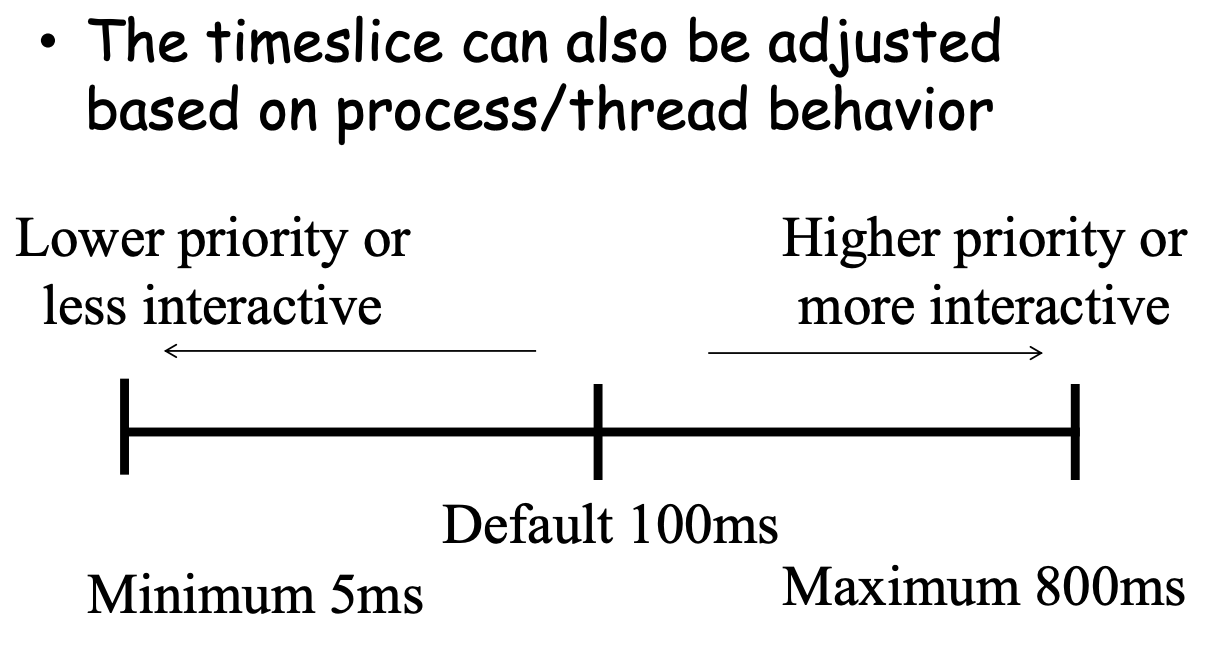 • The timeslice can also be adjusted
based on process/thread behavior
Lower priority or
less interactive
Higher priority or
more interactive
Default 100ms
Minimum 5ms
Maximum 800ms